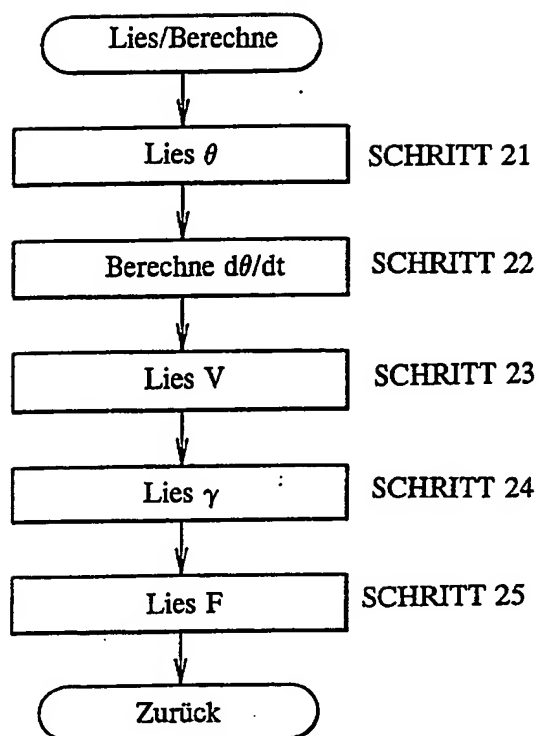 Lies/Berechne
Lies θ SCHRITT 21
Berechne dθ/dt SCHRITT 22
Lies V SCHRITT 23
Lies γ SCHRITT 24
Lies F SCHRITT 25
Zurück